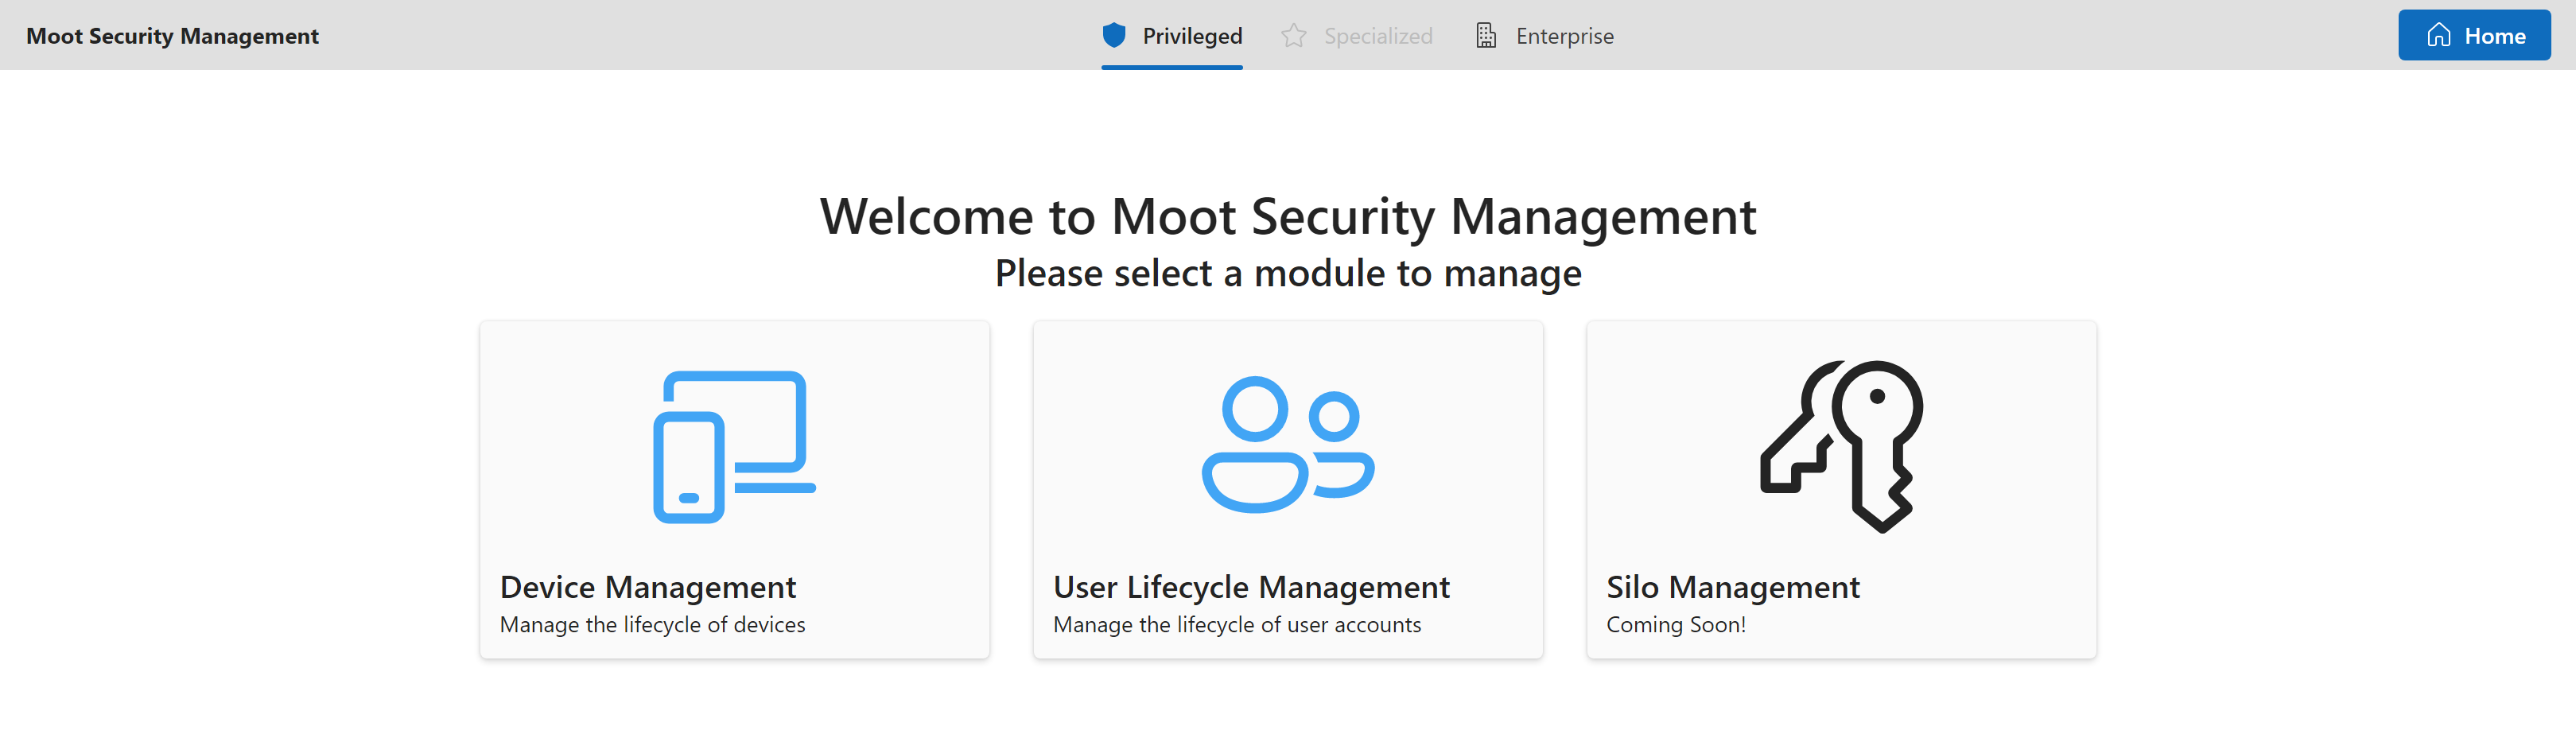 Moot Security Management
Privileged
Specialized
Enterprise
Home
Welcome to Moot Security Management
Please select a module to manage
Device Management
Manage the lifecycle of devices
User Lifecycle Management
Manage the lifecycle of user accounts
Silo Management
Coming Soon!